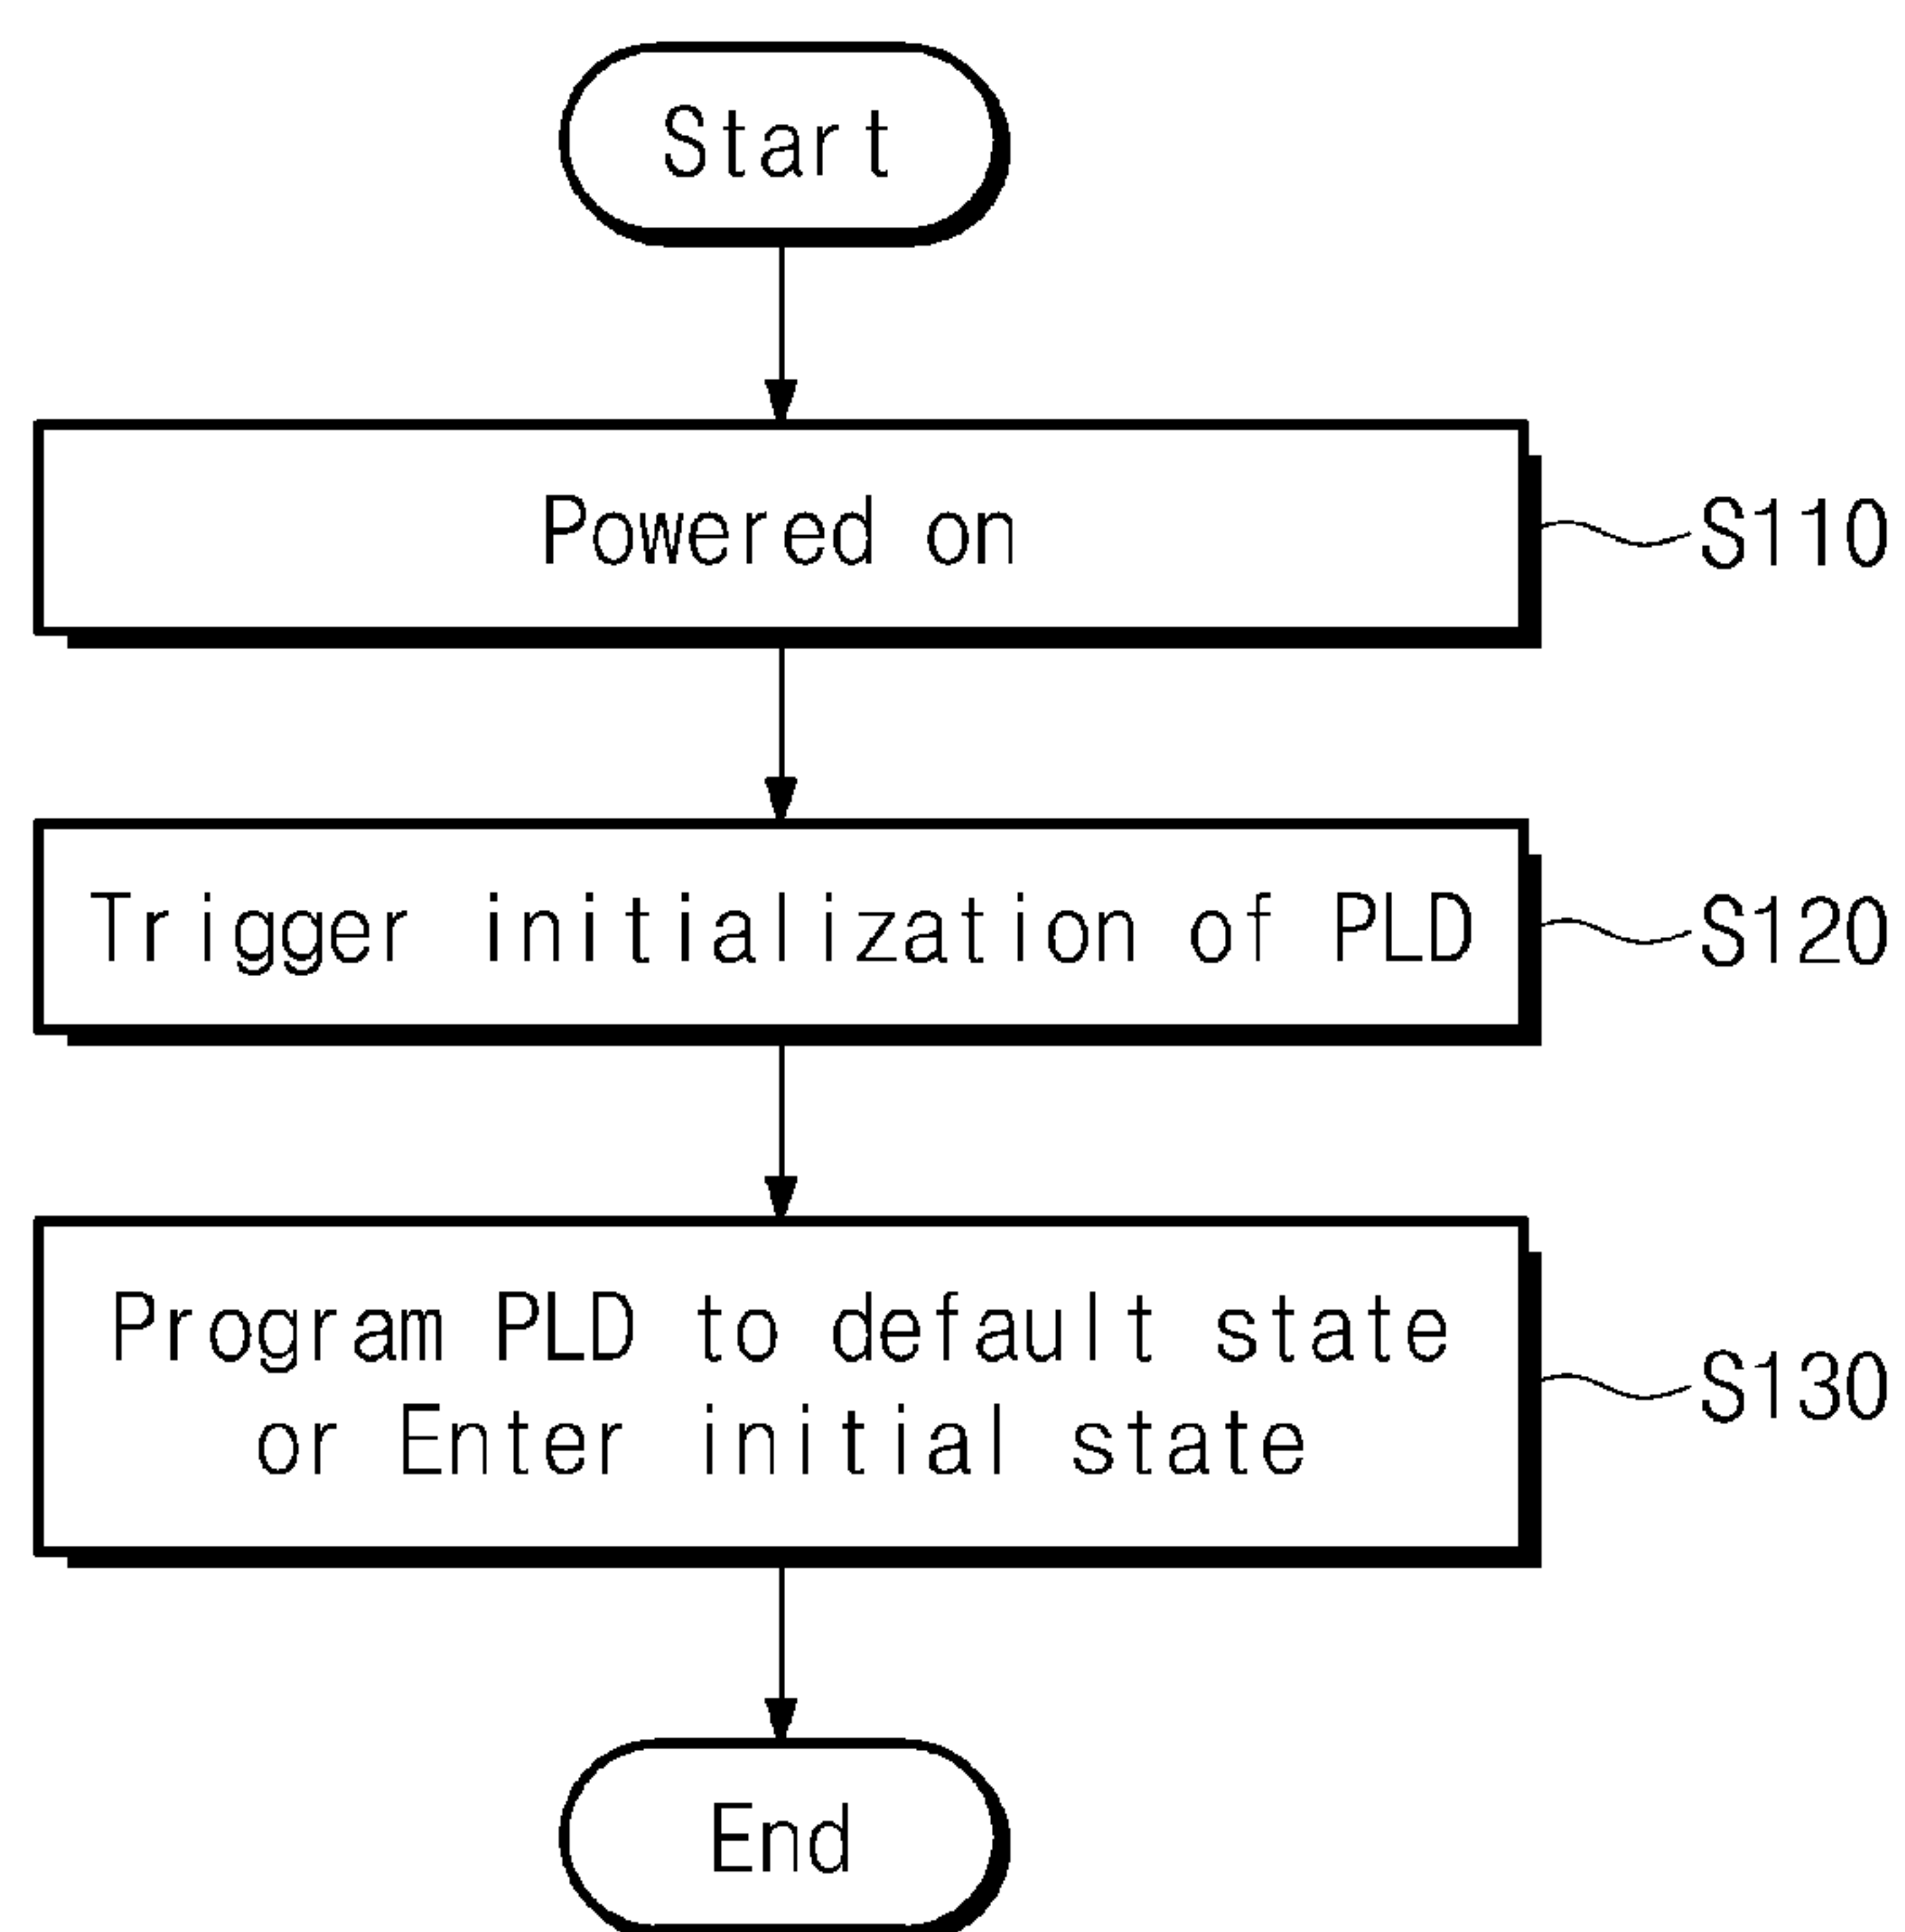 Start
Powered on
S110
Trigger initialization of PLD
S120
Program PLD to default state
or Enter initial state
S130
End